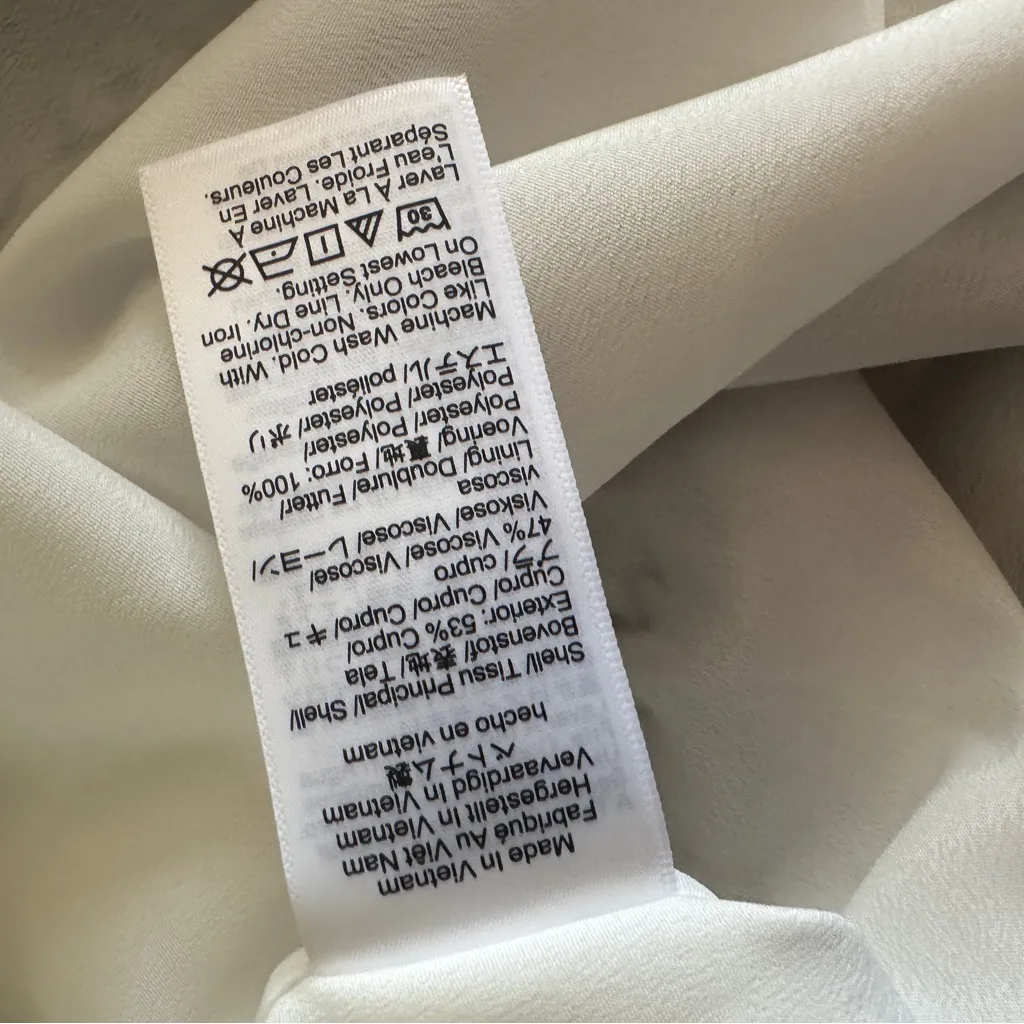 Made In Vietnam
Fabriqué Au Viêt Nam
Hergestellt In Vietnam
Vervaardigd In Vietnam
ベトナム製
hecho en vietnam
Shell/ Tissu Principal/ Shell/
Bovenstof/ 表地/ Tela
Exterior: 53% Cupro/
Cupro/ Cupro/ Cupro/ キュ
プラ/ cupro
47% Viscose/ Viscose/
Viskose/ Viscose/ レーヨン/
viscosa
Lining/ Doublure/ Futter/
Voering/ 裏地/ Forro: 100%
Polyester/ Polyester/
Polyester/ Polyester/ ポリ
エステル/ poliéster
Machine Wash Cold. With
Like Colors. Non-chlorine
Bleach Only. Line Dry. Iron
On Lowest Setting.
30
Laver À La Machine À
L'eau Froide. Laver En
Séparant Les Couleurs.